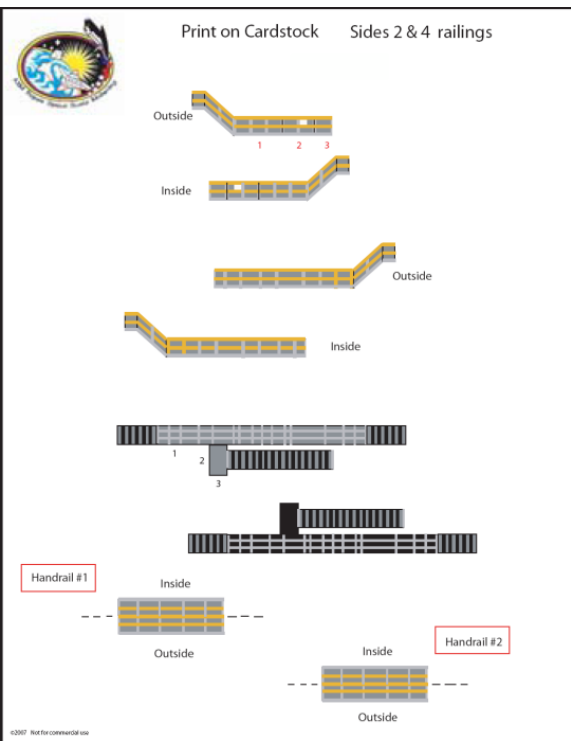 Print on Cardstock Sides 2 & 4 railings
Outside
1 2 3
Inside
Outside
Inside
1
2
3
Handrail #1
Inside
Outside
Handrail #2
Inside
Outside
©2007 Not for commercial use